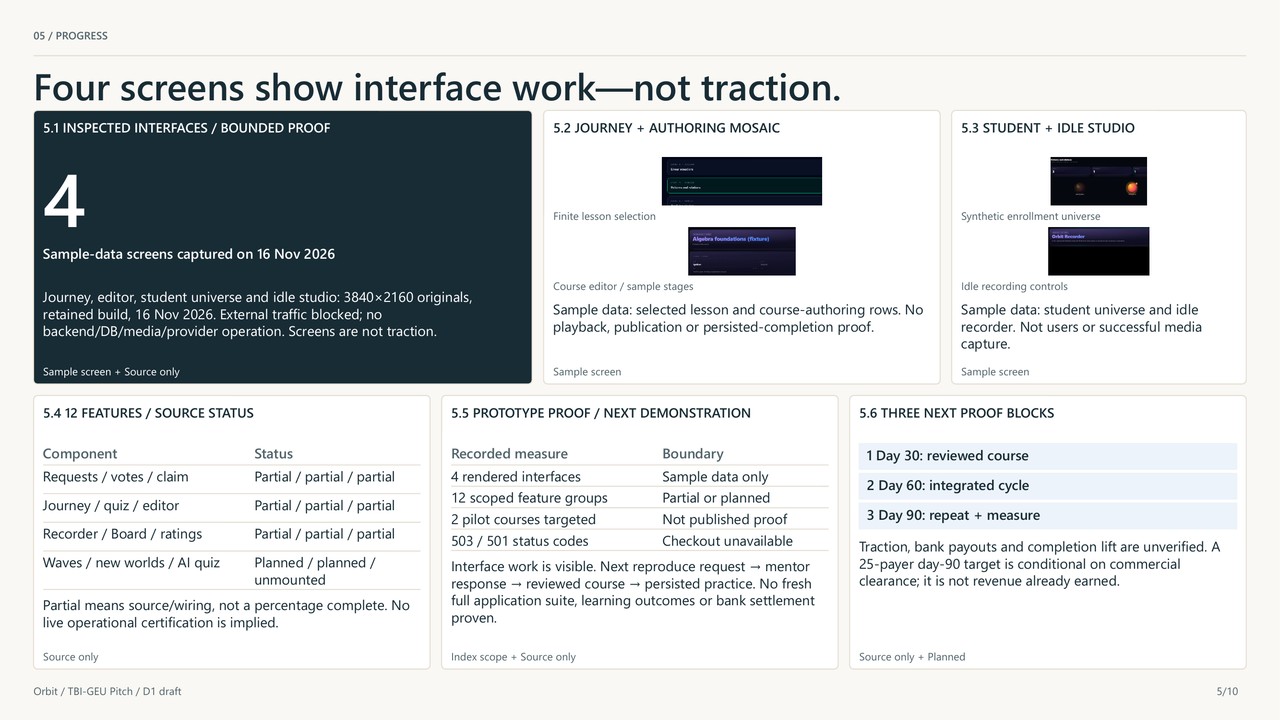 05 / PROGRESS
Four screens show interface work—not traction.
5.1 INSPECTED INTERFACES / BOUNDED PROOF
4
Sample-data screens captured on 16 Nov 2026
Journey, editor, student universe and idle studio: 3840×2160 originals,
retained build, 16 Nov 2026. External traffic blocked; no
backend/DB/media/provider operation. Screens are not traction.
Sample screen + Source only
5.2 JOURNEY + AUTHORING MOSAIC
Finite lesson selection
Algebra foundations (fixture)
Course editor / sample stages
Sample data: selected lesson and course-authoring rows. No
playback, publication or persisted-completion proof.
Sample screen
5.3 STUDENT + IDLE STUDIO
Synthetic enrollment universe
Orbit Recorder
Idle recording controls
Sample data: student universe and idle
recorder. Not users or successful media
capture.
Sample screen
5.4 12 FEATURES / SOURCE STATUS
Component Status
Requests / votes / claim Partial / partial / partial
Journey / quiz / editor Partial / partial / partial
Recorder / Board / ratings Partial / partial / partial
Waves / new worlds / AI quiz Planned / planned /
unmounted
Partial means source/wiring, not a percentage complete. No
live operational certification is implied.
Source only
5.5 PROTOTYPE PROOF / NEXT DEMONSTRATION
Recorded measure Boundary
4 rendered interfaces Sample data only
12 scoped feature groups Partial or planned
2 pilot courses targeted Not published proof
503 / 501 status codes Checkout unavailable
Interface work is visible. Next reproduce request → mentor
response → reviewed course → persisted practice. No fresh
full application suite, learning outcomes or bank settlement
proven.
Index scope + Source only
5.6 THREE NEXT PROOF BLOCKS
1 Day 30: reviewed course
2 Day 60: integrated cycle
3 Day 90: repeat + measure
Traction, bank payouts and completion lift are unverified. A
25-payer day-90 target is conditional on commercial
clearance; it is not revenue already earned.
Source only + Planned
Orbit / TBI-GEU Pitch / D1 draft
5/10